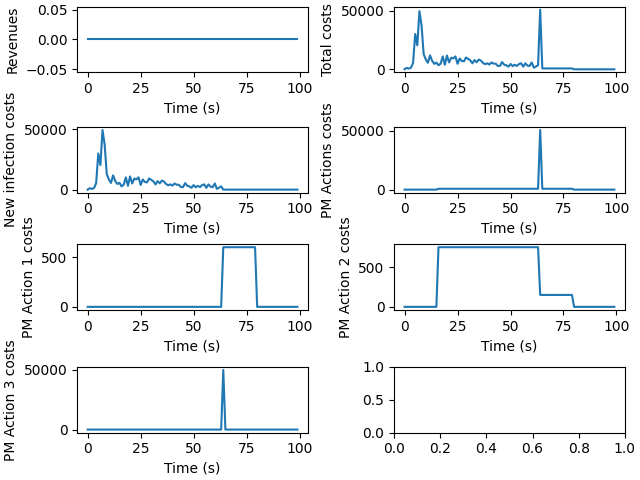 Revenues
0.05
0.00
−0.05
0 25 50 75 100
Time (s)
Total costs
50000
0
0 25 50 75 100
Time (s)
New infection costs
50000
0
0 25 50 75 100
Time (s)
PM Actions costs
50000
0
0 25 50 75 100
Time (s)
PM Action 1 costs
500
0
0 25 50 75 100
Time (s)
PM Action 2 costs
500
0
0 25 50 75 100
Time (s)
PM Action 3 costs
50000
0
0 25 50 75 100
Time (s)
1.0
0.5
0.0
0.0 0.2 0.4 0.6 0.8 1.0